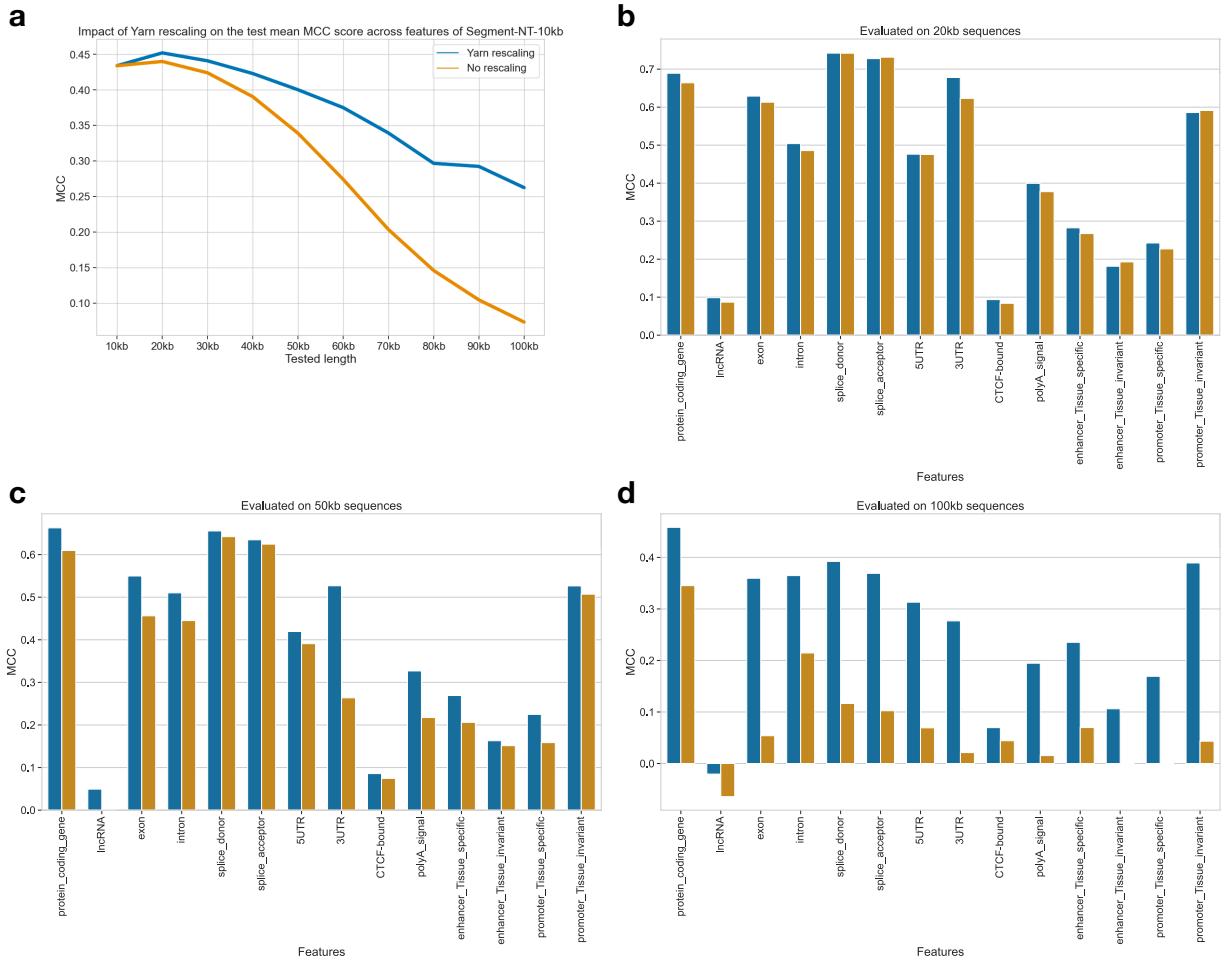 a
Impact of Yarn rescaling on the test mean MCC score across features of Segment-NT-10kb
Yarn rescaling
No rescaling
0.45
0.40
0.35
0.30
0.25
0.20
0.15
0.10
MCC
10kb 20kb 30kb 40kb 50kb 60kb 70kb 80kb 90kb 100kb
Tested length
b
Evaluated on 20kb sequences
0.7
0.6
0.5
0.4
0.3
0.2
0.1
0.0
MCC
protein_coding_gene
lncRNA
exon
intron
splice_donor
splice_acceptor
5UTR
3UTR
CTCF-bound
polyA_signal
enhancer_Tissue_specific
enhancer_Tissue_invariant
promoter_Tissue_specific
promoter_Tissue_invariant
Features
c
Evaluated on 50kb sequences
0.6
0.5
0.4
0.3
0.2
0.1
0.0
MCC
protein_coding_gene
lncRNA
exon
intron
splice_donor
splice_acceptor
5UTR
3UTR
CTCF-bound
polyA_signal
enhancer_Tissue_specific
enhancer_Tissue_invariant
promoter_Tissue_specific
promoter_Tissue_invariant
Features
d
Evaluated on 100kb sequences
0.4
0.3
0.2
0.1
0.0
MCC
protein_coding_gene
lncRNA
exon
intron
splice_donor
splice_acceptor
5UTR
3UTR
CTCF-bound
polyA_signal
enhancer_Tissue_specific
enhancer_Tissue_invariant
promoter_Tissue_specific
promoter_Tissue_invariant
Features